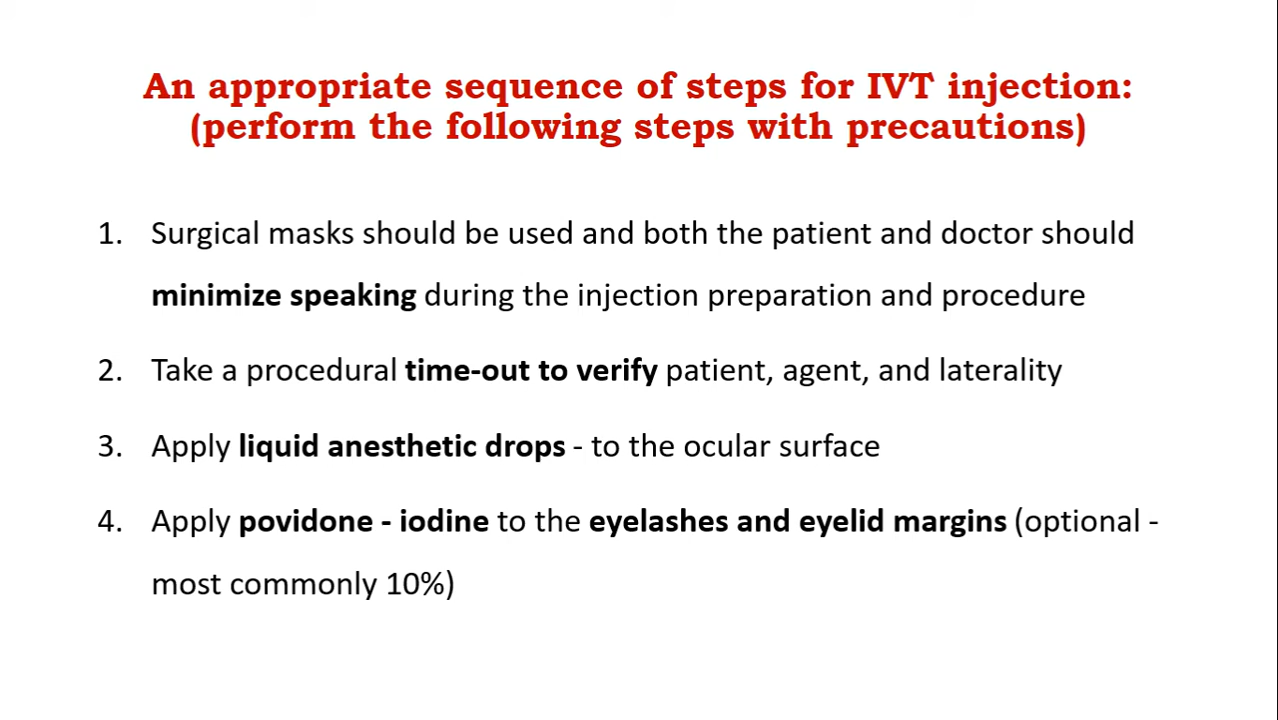 An appropriate sequence of steps for IVT injection:
(perform the following steps with precautions)
1. Surgical masks should be used and both the patient and doctor should
minimize speaking during the injection preparation and procedure
2. Take a procedural time-out to verify patient, agent, and laterality
3. Apply liquid anesthetic drops - to the ocular surface
4. Apply povidone - iodine to the eyelashes and eyelid margins (optional -
most commonly 10%)